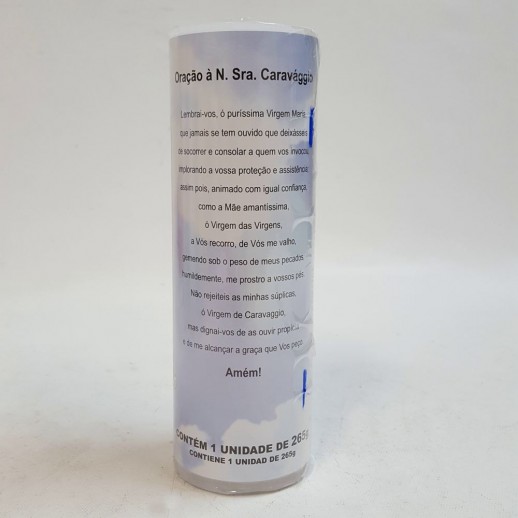 Oração à N. Sra. Caravággio
Lembrai-vos, ó puríssima Virgem Maria,
que jamais se tem ouvido que deixásseis
de socorrer e consolar a quem vos invocou,
implorando a vossa proteção e assistência;
assim pois, animado com igual confiança,
como a Mãe amantíssima,
ó Virgem das Virgens,
a Vós recorro, de Vós me valho,
gemendo sob o peso de meus pecados,
humildemente, me prostro a vossos pés.
Não rejeiteis as minhas súplicas,
ó Virgem de Caravaggio,
mas dignai-vos de as ouvir propícia
e de me alcançar a graça que Vos peço.
Amém!
CONTÉM 1 UNIDADE DE 265g
CONTIENE 1 UNIDAD DE 265g